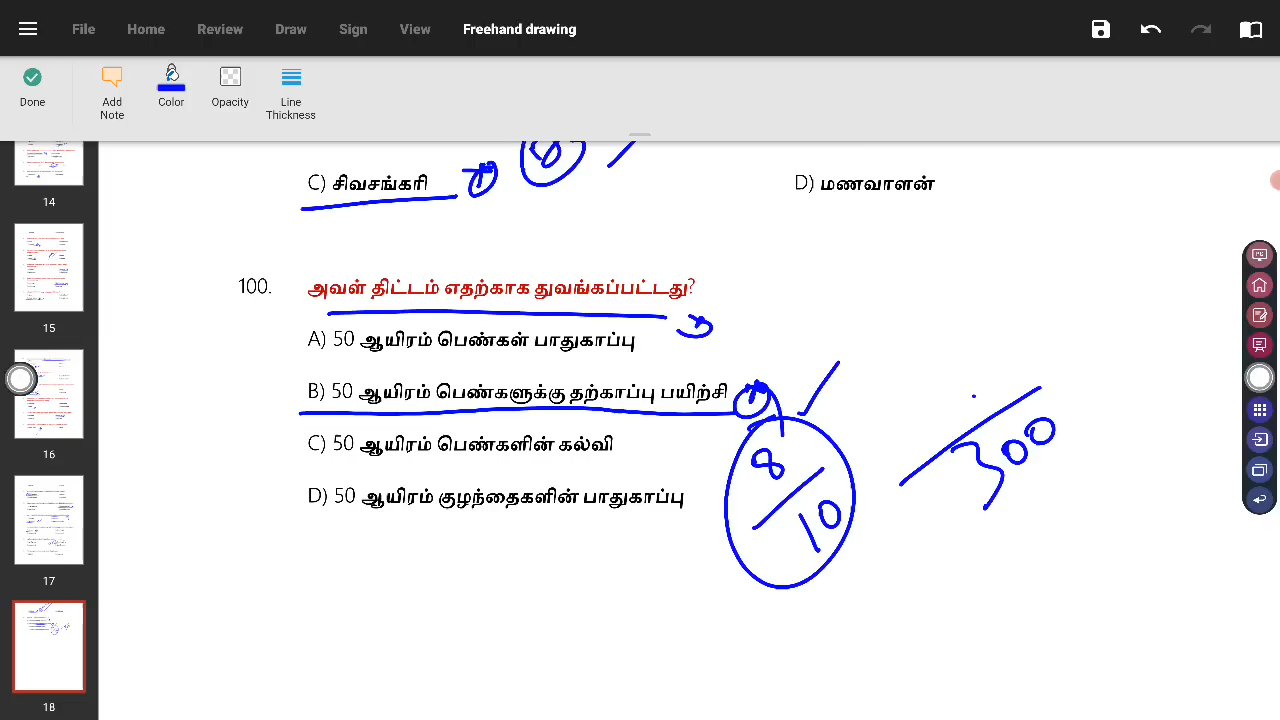 File Home Review Draw Sign View Freehand drawing
Done Add Note Color Opacity Line Thickness
14
15
16
17
18
C) சிவசங்கரி D) மணவாளன்
100. அவள் திட்டம் எதற்காக துவங்கப்பட்டது?
A) 50 ஆயிரம் பெண்கள் பாதுகாப்பு
B) 50 ஆயிரம் பெண்களுக்கு தற்காப்பு பயிற்சி
C) 50 ஆயிரம் பெண்களின் கல்வி
D) 50 ஆயிரம் குழந்தைகளின் பாதுகாப்பு
8/10
/300